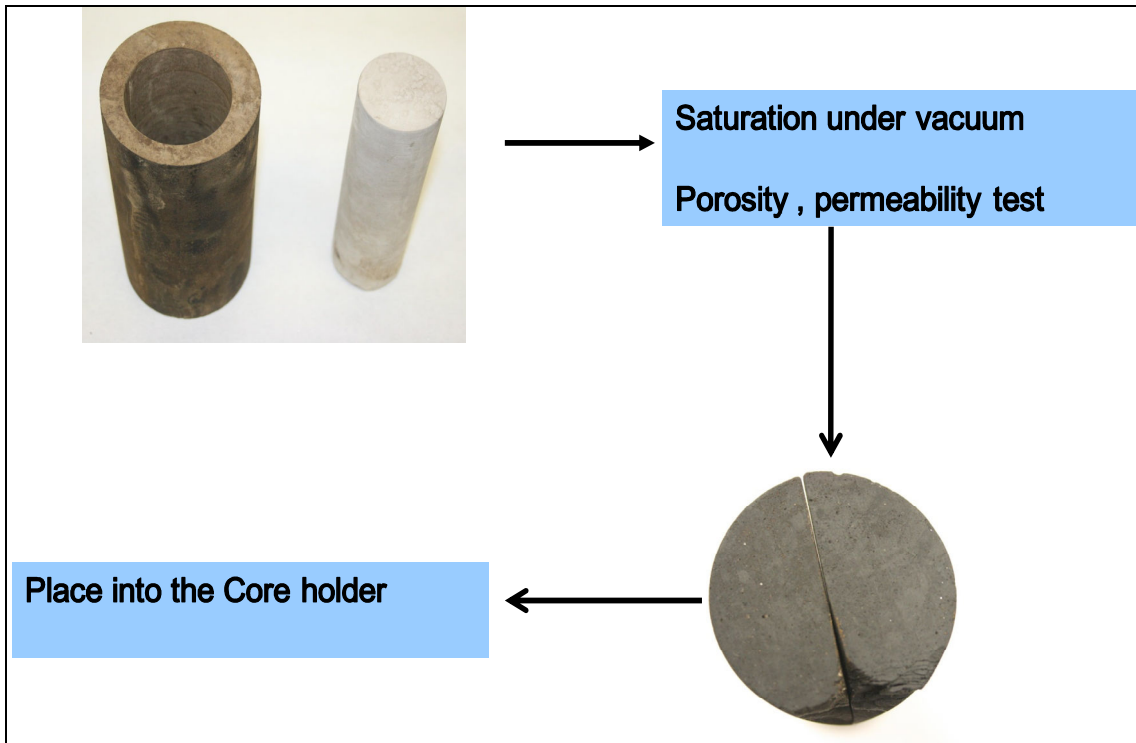 Saturation under vacuum
Porosity , permeability test
Place into the Core holder